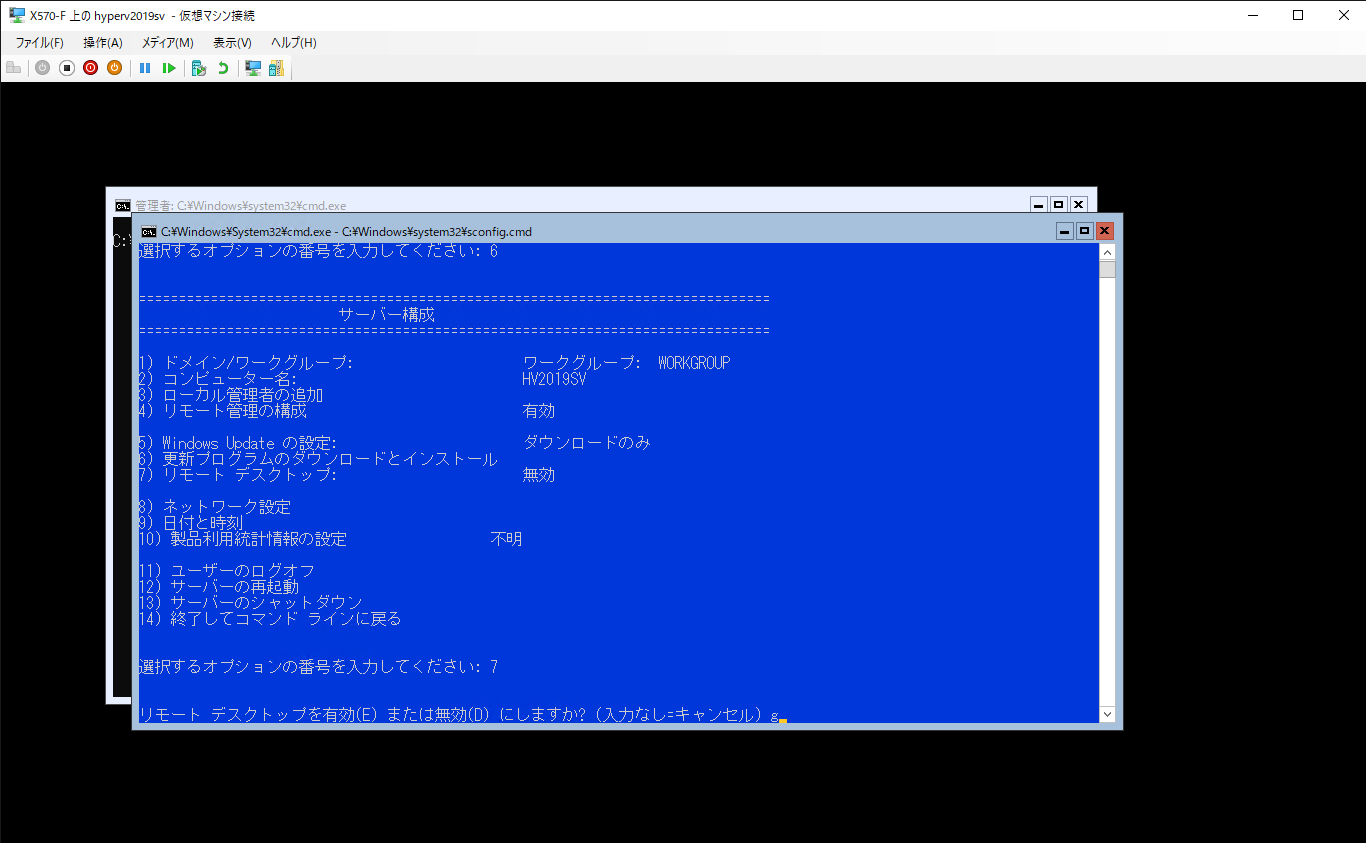 X570-F 上の hyperv2019sv - 仮想マシン接続
ファイル(F) 操作(A) メディア(M) 表示(V) ヘルプ(H)
管理者: C:¥Windows¥system32¥cmd.exe
C:¥
C:¥Windows¥System32¥cmd.exe - C:¥Windows¥system32¥sconfig.cmd
選択するオプションの番号を入力してください: 6
===============================================================================
サーバー構成
===============================================================================
1) ドメイン/ワークグループ: ワークグループ: WORKGROUP
2) コンピューター名: HV2019SV
3) ローカル管理者の追加
4) リモート管理の構成 有効
5) Windows Update の設定: ダウンロードのみ
6) 更新プログラムのダウンロードとインストール
7) リモート デスクトップ: 無効
8) ネットワーク設定
9) 日付と時刻
10) 製品利用統計情報の設定 不明
11) ユーザーのログオフ
12) サーバーの再起動
13) サーバーのシャットダウン
14) 終了してコマンド ラインに戻る
選択するオプションの番号を入力してください: 7
リモート デスクトップを有効(E) または無効(D) にしますか? (入力なし=キャンセル) g